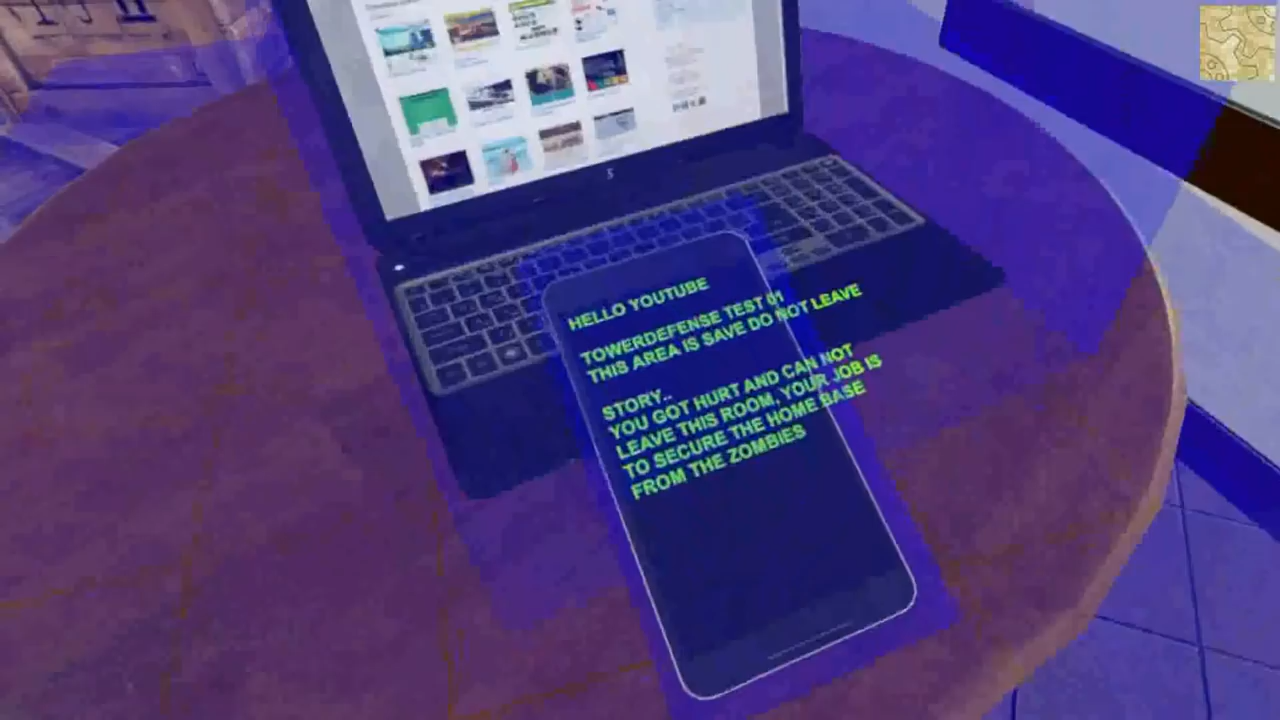 HELLO YOUTUBE
TOWERDEFENSE TEST 01
THIS AREA IS SAVE DO NOT LEAVE
STORY..
YOU GOT HURT AND CAN NOT
LEAVE THIS ROOM, YOUR JOB IS
TO SECURE THE HOME BASE
FROM THE ZOMBIES